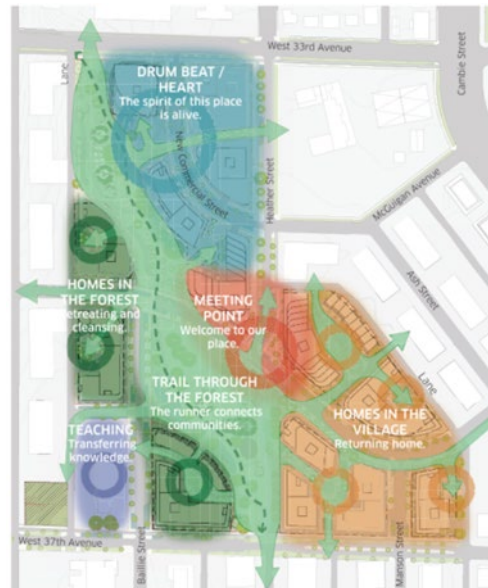 West 33rd Avenue
Cambie Street
Lane
DRUM BEAT /
HEART
The spirit of this place
is alive.
New Commercial Street
Heather Street
McGuigan Avenue
Ash Street
HOMES IN
THE FOREST
Retreating and
cleansing.
MEETING
POINT
Welcome to our
place.
Lane
TRAIL THROUGH
THE FOREST
The runner connects
communities.
HOMES IN THE
VILLAGE
Returning home.
TEACHING
Transferring
knowledge.
West 37th Avenue
Baillie Street
Manson Street